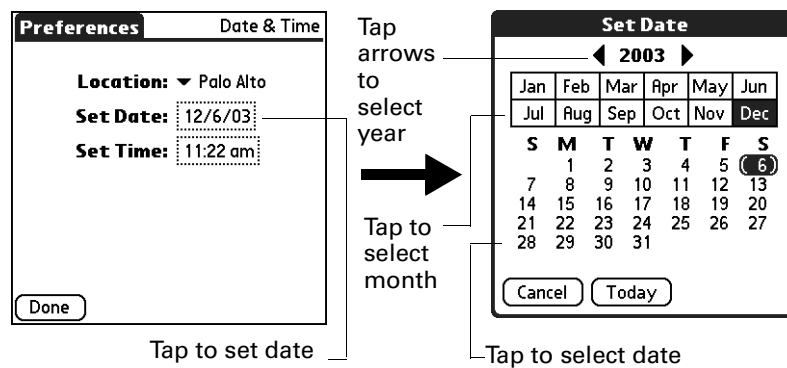 Preferences
Date & Time
Location: Palo Alto
Set Date: 12/6/03
Set Time: 11:22 am
Done
Tap to set date
Tap
arrows
to
select
year
Tap to
select
month
Set Date
2003
Jan Feb Mar Apr May Jun
Jul Aug Sep Oct Nov Dec
S M T W T F S
1 2 3 4 5 6
7 8 9 10 11 12 13
14 15 16 17 18 19 20
21 22 23 24 25 26 27
28 29 30 31
Cancel Today
Tap to select date